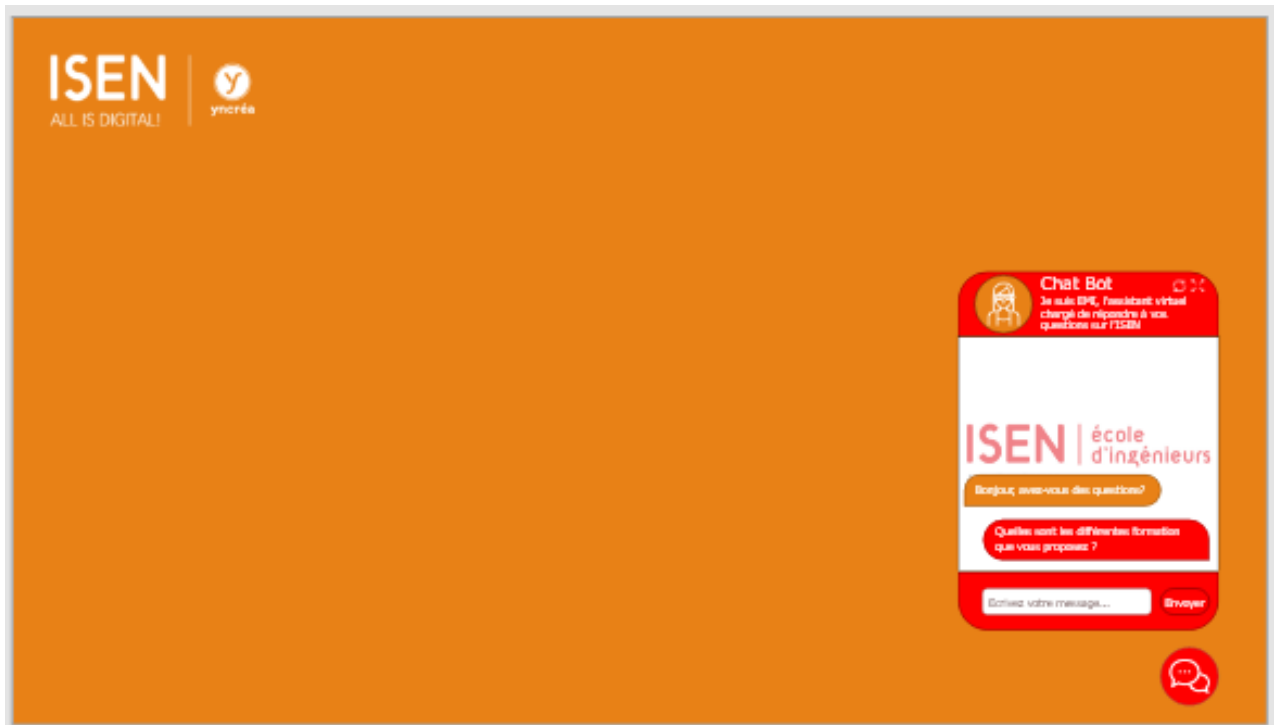 ISEN
ALL IS DIGITAL!
yncréa
Chat Bot
Je suis EMI, l'assistant virtuel
chargé de répondre à vos
questions sur l'ISEN
ISEN
école
d'ingénieurs
Bonjour, avez-vous des questions?
Quelles sont les différentes formation
que vous proposez ?
Ecrivez votre message...
Envoyer